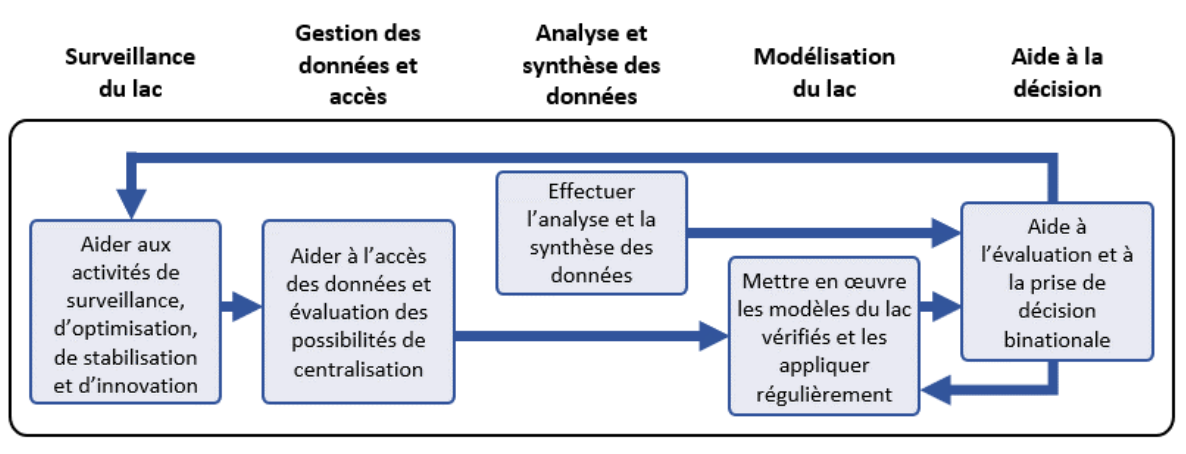 Surveillance
du lac
Gestion des
données et
accès
Analyse et
synthèse des
données
Modélisation
du lac
Aide à la
décision
Aider aux
activités de
surveillance,
d’optimisation,
de stabilisation
et d’innovation
Aider à l’accès
des données et
évaluation des
possibilités de
centralisation
Effectuer
l’analyse et la
synthèse des
données
Mettre en œuvre
les modèles du lac
vérifiés et les
appliquer
régulièrement
Aide à
l’évaluation et à
la prise de
décision
binationale